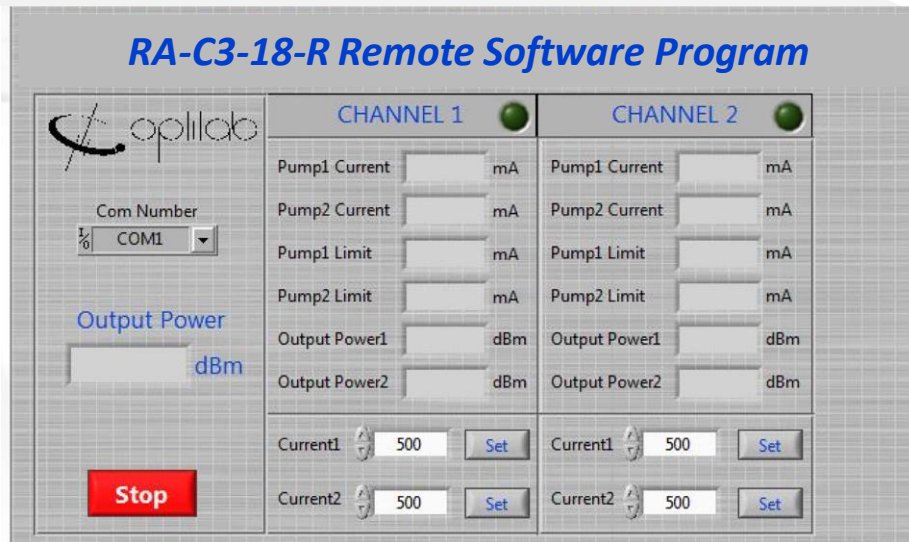 RA-C3-18-R Remote Software Program
oplilab
Com Number
I/O COM1
Output Power
dBm
Stop
CHANNEL 1
Pump1 Current mA
Pump2 Current mA
Pump1 Limit mA
Pump2 Limit mA
Output Power1 dBm
Output Power2 dBm
Current1 500 Set
Current2 500 Set
CHANNEL 2
Pump1 Current mA
Pump2 Current mA
Pump1 Limit mA
Pump2 Limit mA
Output Power1 dBm
Output Power2 dBm
Current1 500 Set
Current2 500 Set